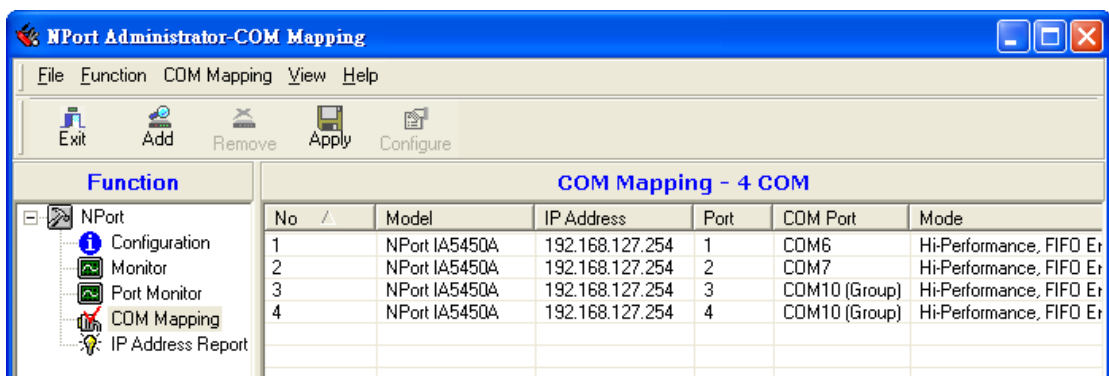 NPort Administrator-COM Mapping
File Function COM Mapping View Help
Exit Add Remove Apply Configure
Function
COM Mapping - 4 COM
NPort
Configuration
Monitor
Port Monitor
COM Mapping
IP Address Report
No Model IP Address Port COM Port Mode
1 NPort IA5450A 192.168.127.254 1 COM6 Hi-Performance, FIFO Er
2 NPort IA5450A 192.168.127.254 2 COM7 Hi-Performance, FIFO Er
3 NPort IA5450A 192.168.127.254 3 COM10 (Group) Hi-Performance, FIFO Er
4 NPort IA5450A 192.168.127.254 4 COM10 (Group) Hi-Performance, FIFO Er